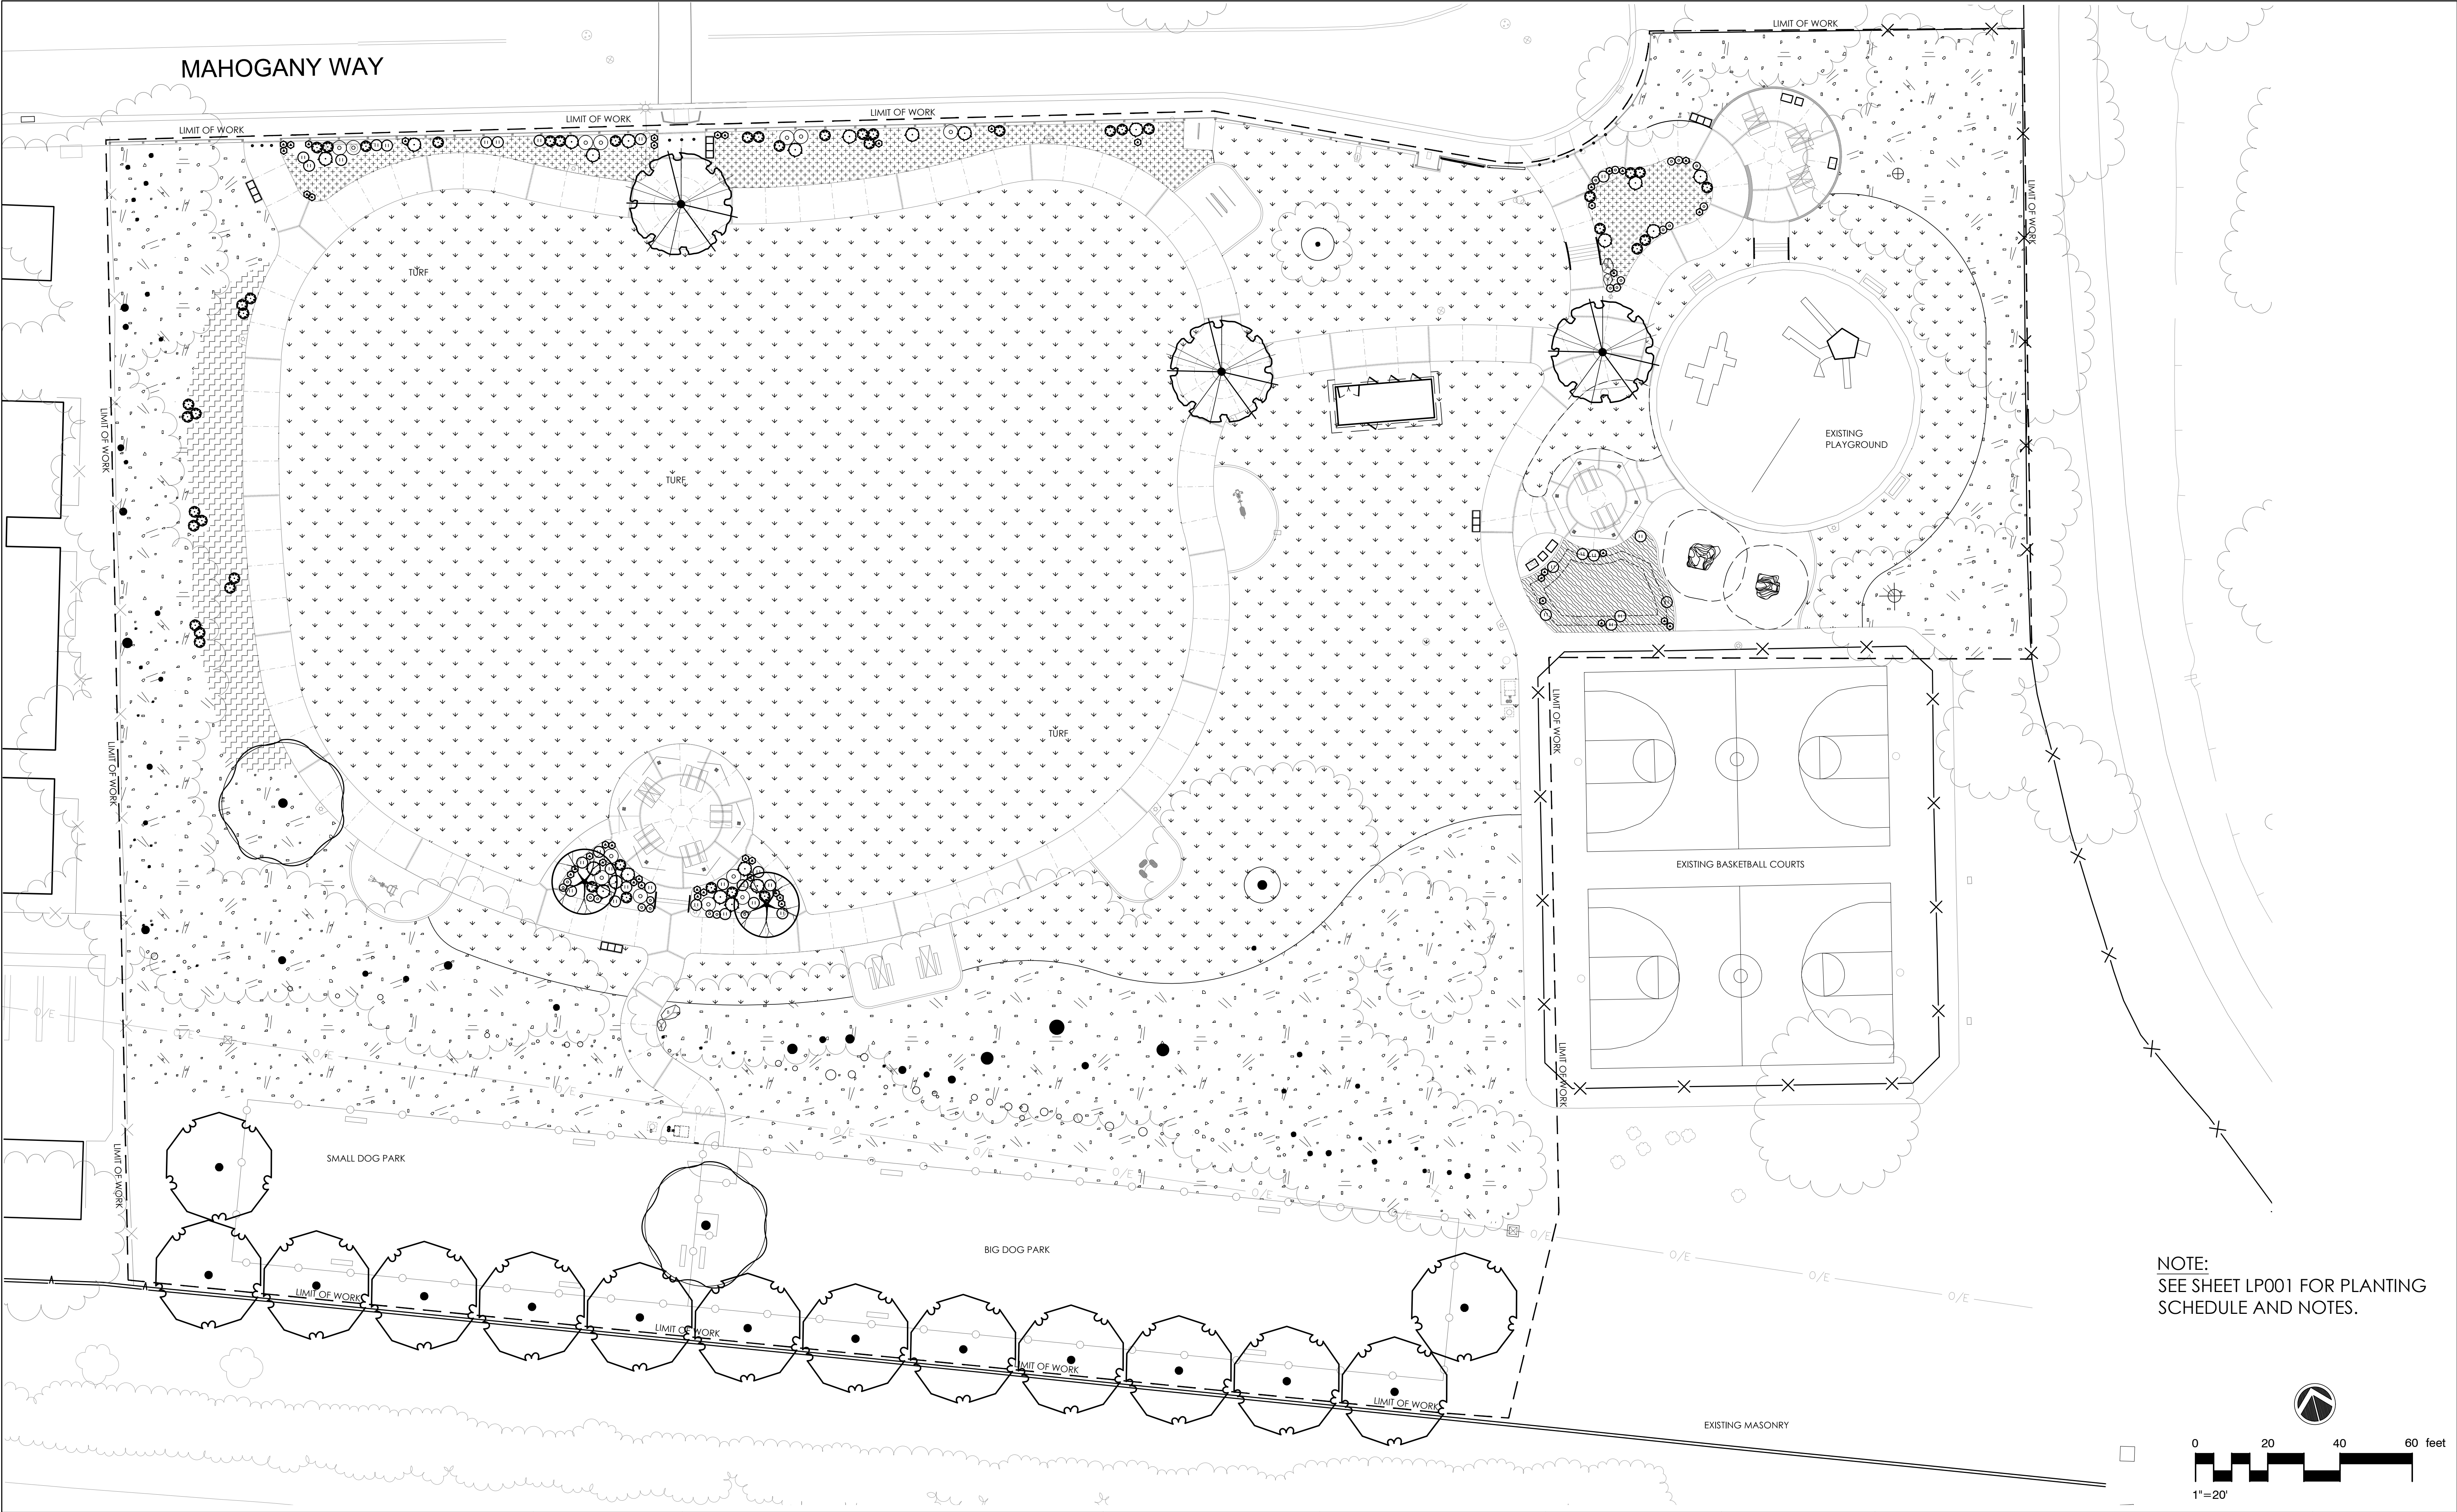 LIMIT OF WORK
MAHOGANY WAY
LIMIT OF WORK
LIMIT OF WORK
LIMIT OF WORK
LIMIT OF WORK
TURF
LIMIT OF WORK
EXISTING
PLAYGROUND
TURF
LIMIT OF WORK
TURF
LIMIT OF WORK
EXISTING BASKETBALL COURTS
O/E
O/E
O/E
O/E
O/E
O/E
O/E
O/E
LIMIT OF WORK
LIMIT OF WORK
SMALL DOG PARK
O/E
O/E
O/E
O/E
O/E
O/E
BIG DOG PARK
NOTE:
SEE SHEET LP001 FOR PLANTING
SCHEDULE AND NOTES.
LIMIT OF WORK
LIMIT OF WORK
LIMIT OF WORK
LIMIT OF WORK
EXISTING MASONRY
0 20 40 60 feet
1"=20'